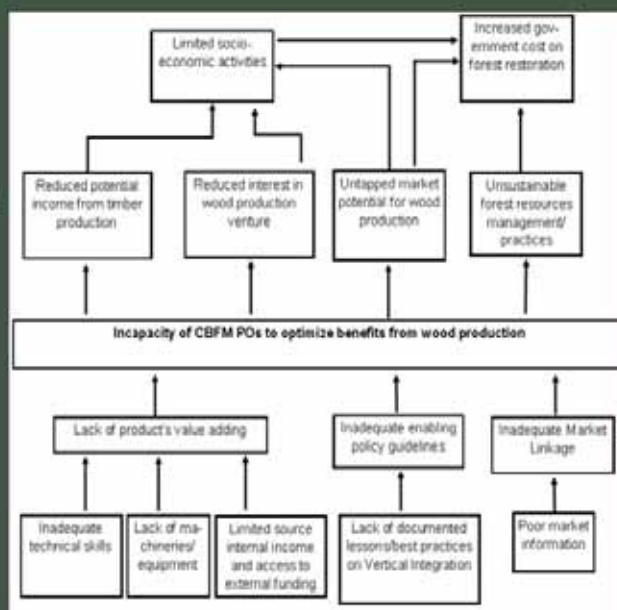 Limited socio-
economic activities
Increased gov-
ernment cost on
forest restoration
Reduced potential
income from timber
production
Reduced interest in
wood production
venture
Untapped market
potential for wood
production
Unsustainable
forest resources
management/
practices
Incapacity of CBFM POs to optimize benefits from wood production
Lack of product's value adding
Inadequate enabling
policy guidelines
Inadequate Market
Linkage
Inadequate
technical skills
Lack of ma-
chineries/
equipment
Limited source
internal income
and access to
external funding
Lack of documented
lessons/best practices
on Vertical Integration
Poor market
information